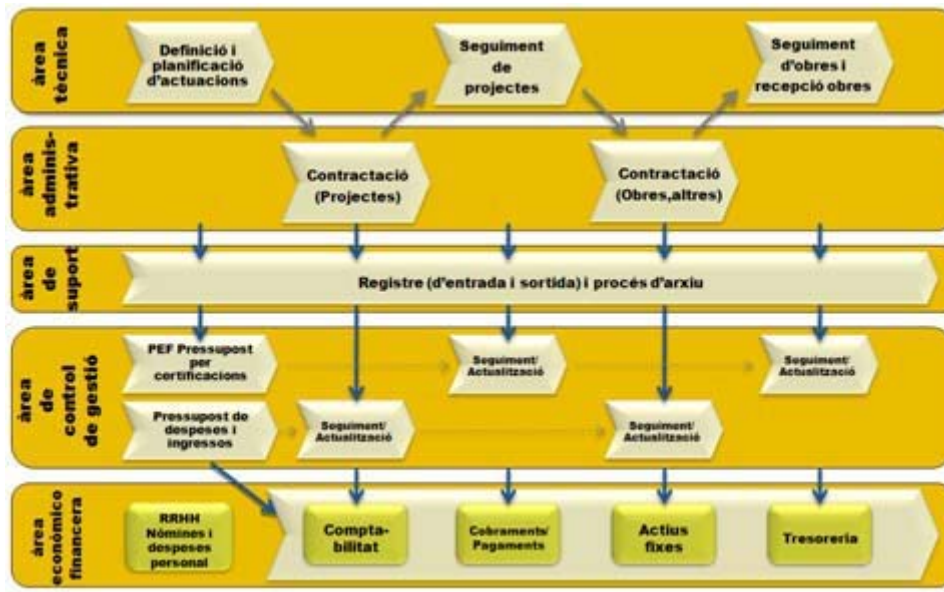 àrea
tècnica
Definició i
planificació
d'actuacions
Seguiment
de
projectes
Seguiment
d'obres i
recepció obres
àrea
adminis-
trativa
Contractació
(Projectes)
Contractació
(Obres,altres)
àrea
de
suport
Registre (d'entrada i sortida) i procés d'arxiu
àrea
de
control
de gestió
PEF Pressupost
per
certificacions
Seguiment/
Actualització
Seguiment/
Actualització
Pressupost de
despeses i
ingressos
Seguiment/
Actualització
Seguiment/
Actualització
àrea
econòmico
financera
RRHH
Nómines i
despeses
personal
Compta-
bilitat
Cobraments/
Pagaments
Actius
fixes
Tresoreria